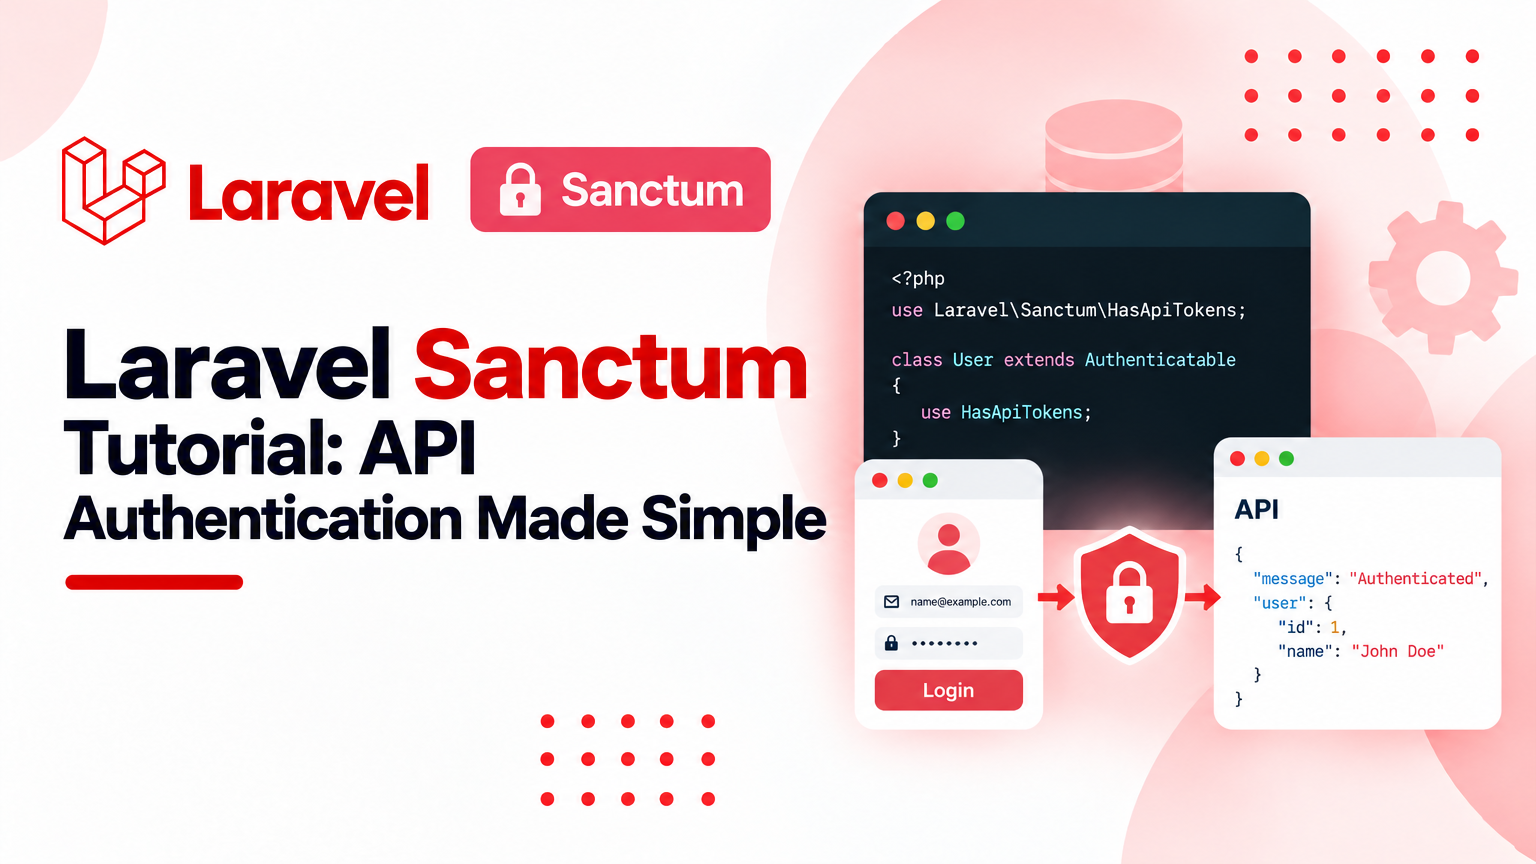 Laravel
Sanctum
Laravel Sanctum
Tutorial: API
Authentication Made Simple
<?php
use Laravel\Sanctum\HasApiTokens;
class User extends Authenticatable
{
use HasApiTokens;
}
name@example.com
••••••••
Login
API
{
"message": "Authenticated",
"user": {
"id": 1,
"name": "John Doe"
}
}